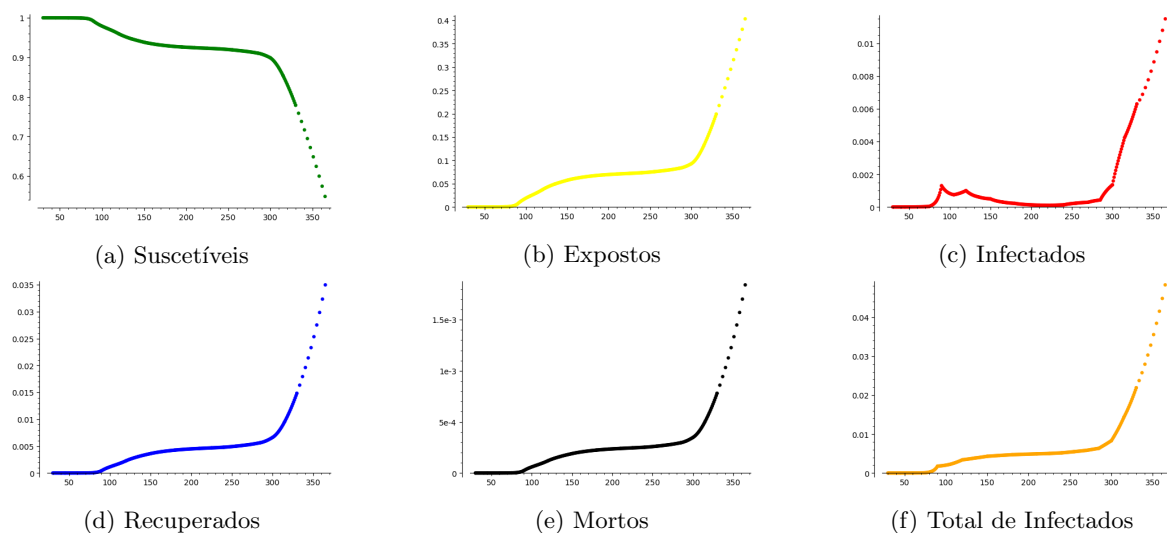 1
0.9
0.8
0.7
0.6
50 100 150 200 250 300 350
(a) Suscetíveis
0.4
0.35
0.3
0.25
0.2
0.15
0.1
0.05
0
50 100 150 200 250 300 350
(b) Expostos
0.01
0.008
0.006
0.004
0.002
0
50 100 150 200 250 300 350
(c) Infectados
0.035
0.03
0.025
0.02
0.015
0.01
0.005
0
50 100 150 200 250 300 350
(d) Recuperados
1.5e-3
1e-3
5e-4
0
50 100 150 200 250 300 350
(e) Mortos
0.04
0.03
0.02
0.01
0
50 100 150 200 250 300 350
(f) Total de Infectados